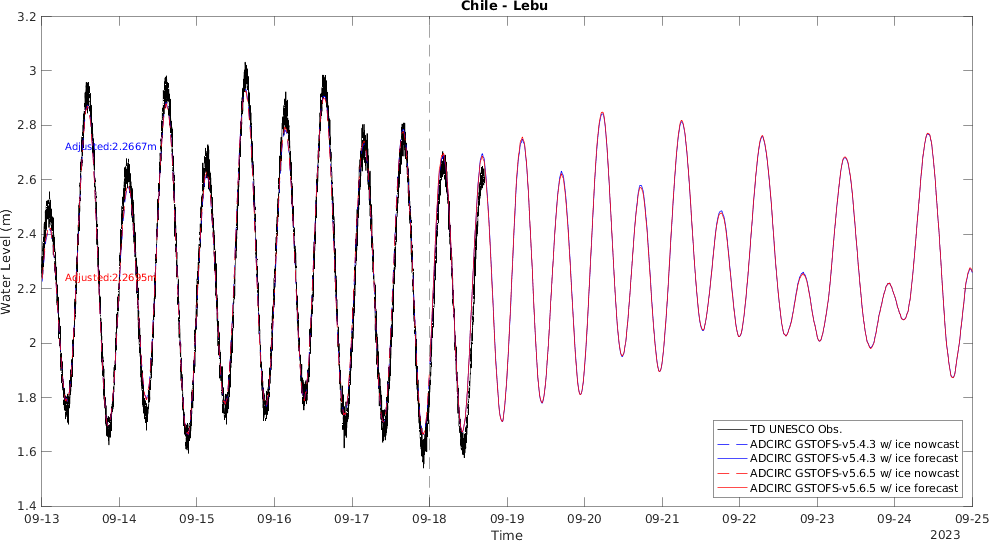 Chile - Lebu
3.2
3
2.8
2.6
2.4
2.2
2
1.8
1.6
1.4
Water Level (m)
Adjusted:2.2667m
Adjusted:2.2695m
TD UNESCO Obs.
ADCIRC GSTOFS-v5.4.3 w/ ice nowcast
ADCIRC GSTOFS-v5.4.3 w/ ice forecast
ADCIRC GSTOFS-v5.6.5 w/ ice nowcast
ADCIRC GSTOFS-v5.6.5 w/ ice forecast
09-13 09-14 09-15 09-16 09-17 09-18 09-19 09-20 09-21 09-22 09-23 09-24 09-25
Time
2023